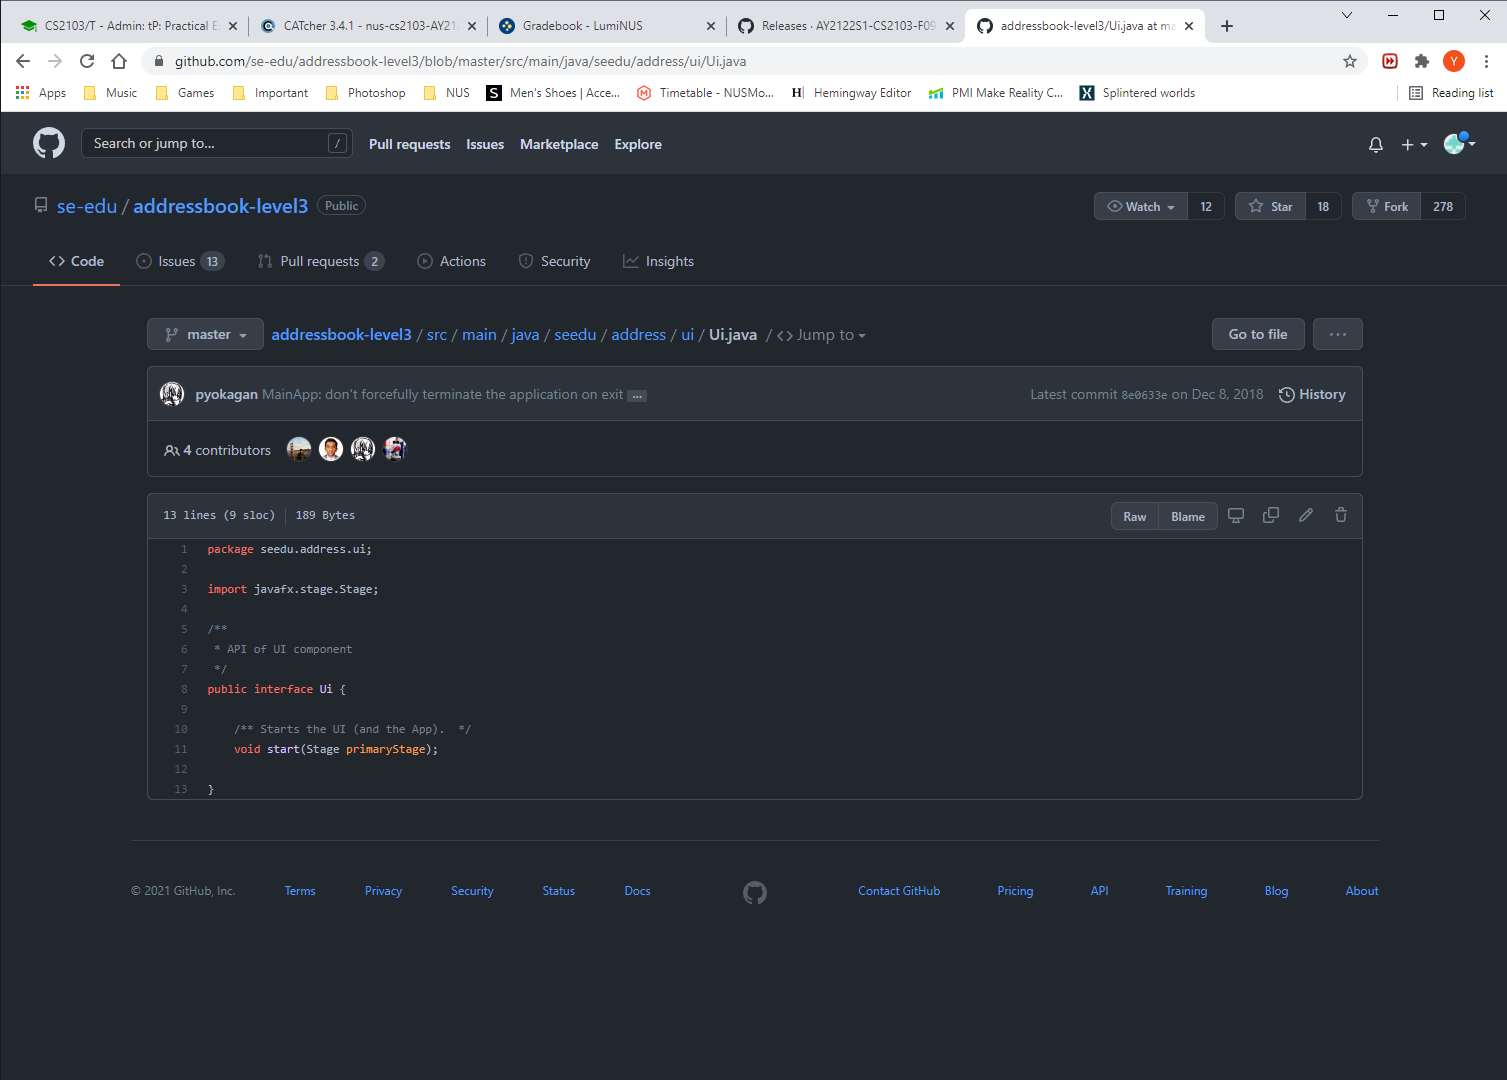 CS2103/T - Admin: tP: Practical E
CATcher 3.4.1 - nus-cs2103-AY21
Gradebook - LumiNUS
Releases · AY2122S1-CS2103-F09
addressbook-level3/Ui.java at ma
github.com/se-edu/addressbook-level3/blob/master/src/main/java/seedu/address/ui/Ui.java
Y
Apps Music Games Important Photoshop NUS S Men's Shoes | Acce... Timetable - NUSMo... H Hemingway Editor PMI Make Reality C... X Splintered worlds Reading list
Search or jump to... / Pull requests Issues Marketplace Explore
se-edu / addressbook-level3 Public Watch 12 Star 18 Fork 278
Code Issues 13 Pull requests 2 Actions Security Insights
master addressbook-level3 / src / main / java / seedu / address / ui / Ui.java / <> Jump to Go to file ...
pyokagan MainApp: don't forcefully terminate the application on exit ... Latest commit 8e0633e on Dec 8, 2018 History
4 contributors
13 lines (9 sloc) 189 Bytes Raw Blame
1 package seedu.address.ui;
2
3 import javafx.stage.Stage;
4
5 /**
6 * API of UI component
7 */
8 public interface Ui {
9
10 /** Starts the UI (and the App). */
11 void start(Stage primaryStage);
12
13 }
© 2021 GitHub, Inc. Terms Privacy Security Status Docs Contact GitHub Pricing API Training Blog About